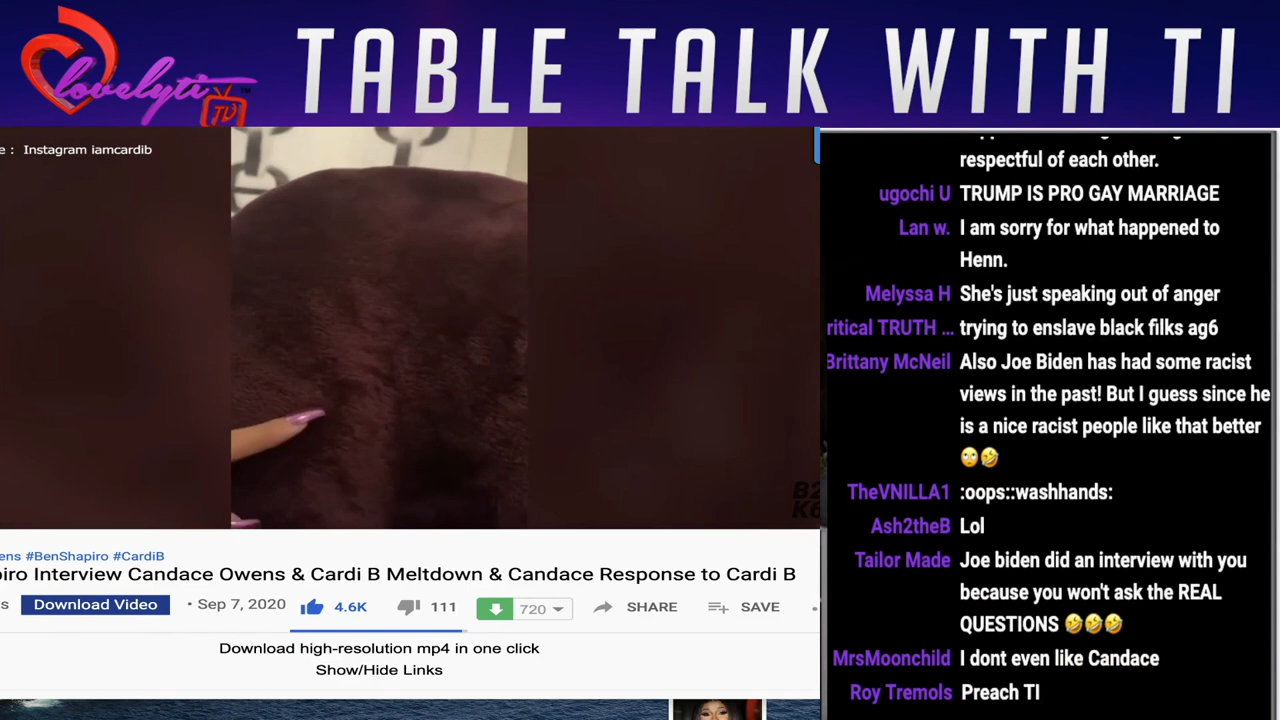 lovelyti
TV
TM
TABLE TALK WITH TI
e : Instagram iamcardib
ens #BenShapiro #CardiB
iro Interview Candace Owens & Cardi B Meltdown & Candace Response to Cardi B
s Download Video • Sep 7, 2020 4.6K 111 720 SHARE SAVE
Download high-resolution mp4 in one click
Show/Hide Links
respectful of each other.
ugochi U TRUMP IS PRO GAY MARRIAGE
Lan w. I am sorry for what happened to
Henn.
Melyssa H She's just speaking out of anger
ritical TRUTH ... trying to enslave black filks ag6
Brittany McNeil Also Joe Biden has had some racist
views in the past! But I guess since he
is a nice racist people like that better
🙄🤣
TheVNILLA1 :oops::washhands:
Ash2theB Lol
Tailor Made Joe biden did an interview with you
because you won't ask the REAL
QUESTIONS 🤣🤣🤣
MrsMoonchild I dont even like Candace
Roy Tremols Preach TI